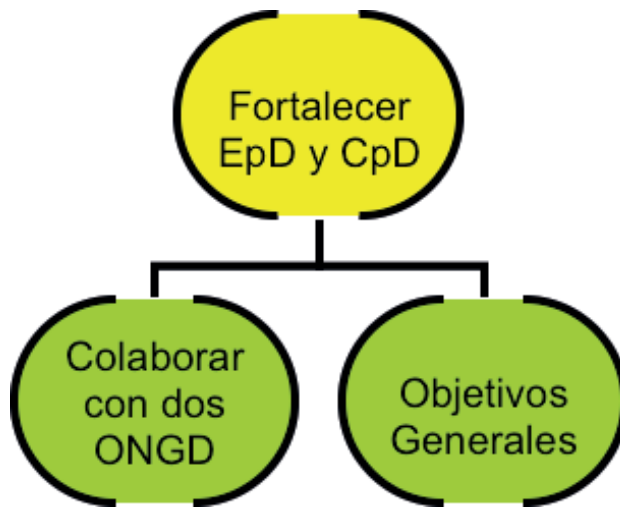 Fortalecer
EpD y CpD
Colaborar
con dos
ONGD
Objetivos
Generales